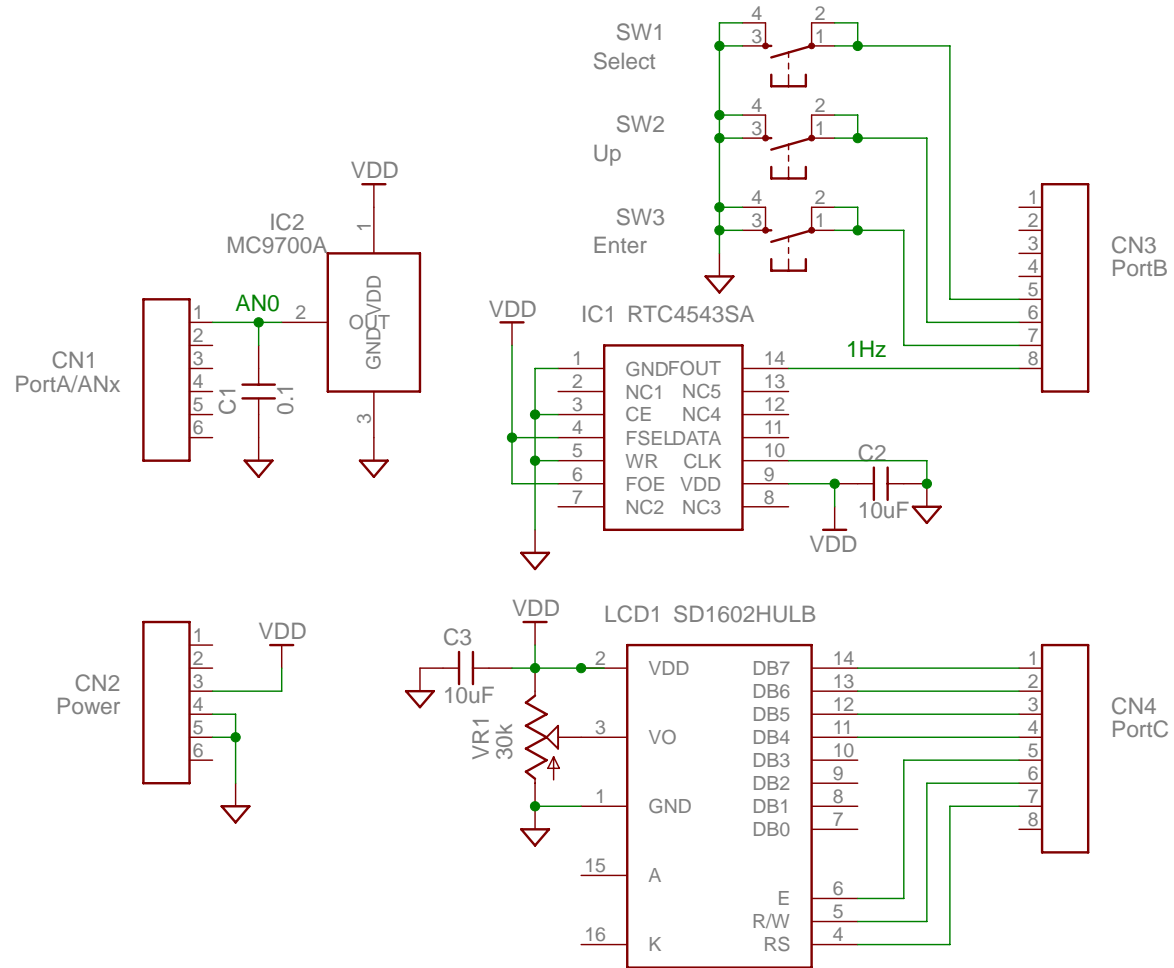 SW1
Select
4
3
2
1
SW2
Up
4
3
2
1
SW3
Enter
4
3
2
1
CN3
PortB
1
2
3
4
5
6
7
8
VDD
IC2
MC9700A
1
2
3
OUT
GND
VDD
AN0
CN1
PortA/ANx
1
2
3
4
5
6
C1
0.1
VDD
IC1 RTC4543SA
1 GND
2 NC1
3 CE
4 FSEL
5 WR
6 FOE
7 NC2
FOUT 14
NC5 13
NC4 12
DATA 11
CLK 10
VDD 9
NC3 8
1Hz
C2
10uF
VDD
CN2
Power
1
2
3
4
5
6
VDD
VDD
C3
10uF
VR1
30k
LCD1 SD1602HULB
2 VDD
3 VO
1 GND
15 A
16 K
DB7 14
DB6 13
DB5 12
DB4 11
DB3 10
DB2 9
DB1 8
DB0 7
E 6
R/W 5
RS 4
CN4
PortC
1
2
3
4
5
6
7
8